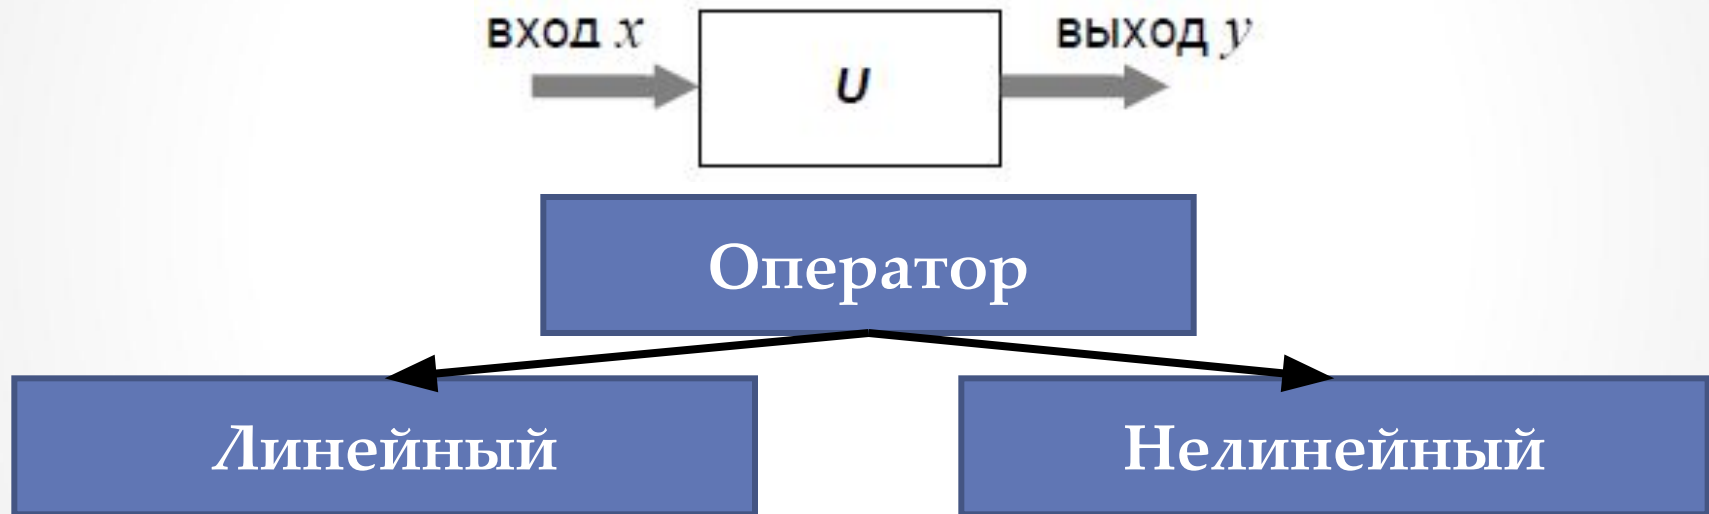 вход x
U
выход y
Оператор
Линейный
Нелинейный